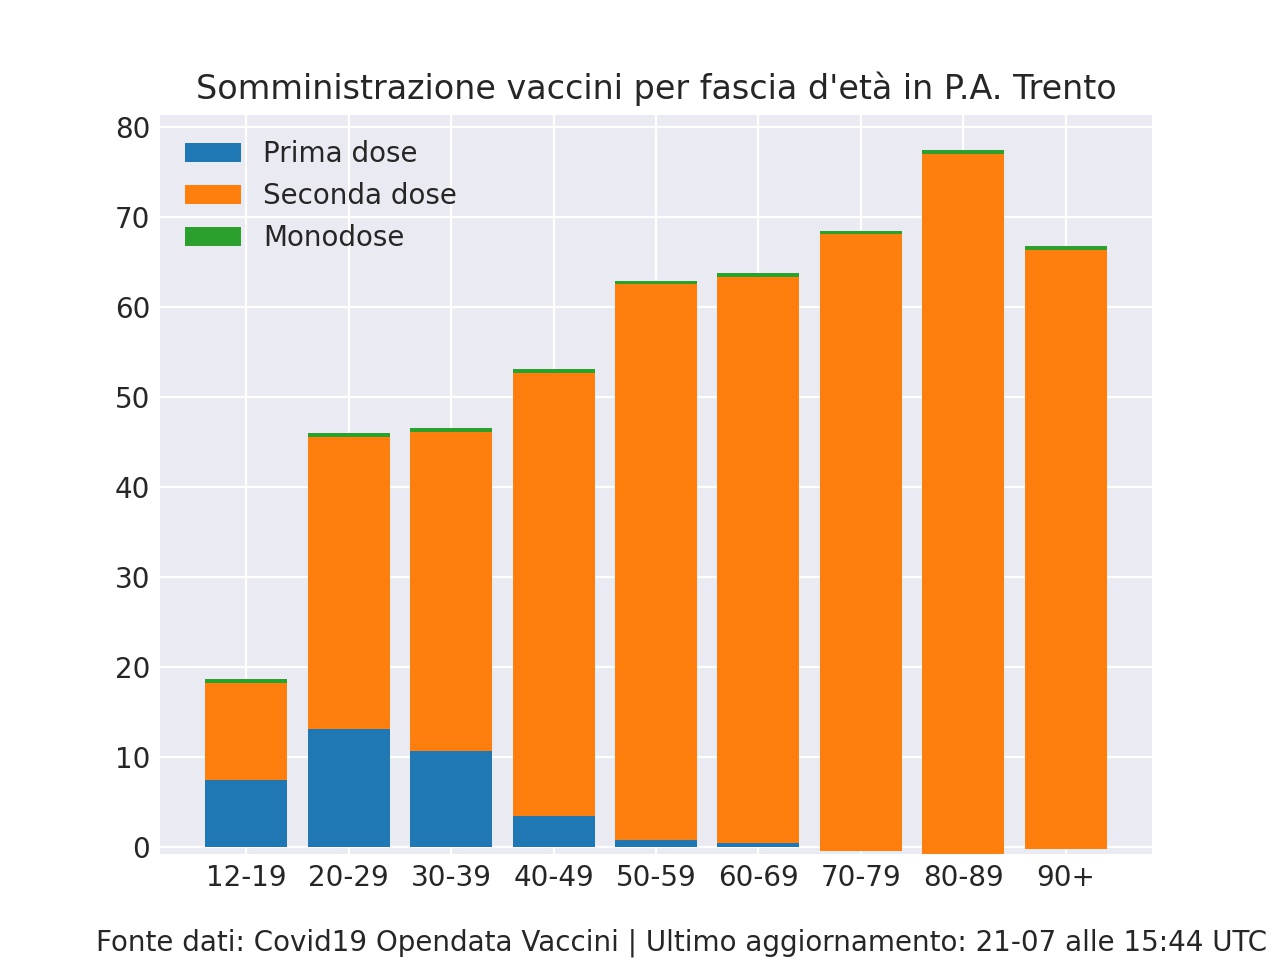 Somministrazione vaccini per fascia d'età in P.A. Trento
80
70
60
50
40
30
20
10
0
Prima dose
Seconda dose
Monodose
12-19 20-29 30-39 40-49 50-59 60-69 70-79 80-89 90+
Fonte dati: Covid19 Opendata Vaccini | Ultimo aggiornamento: 21-07 alle 15:44 UTC